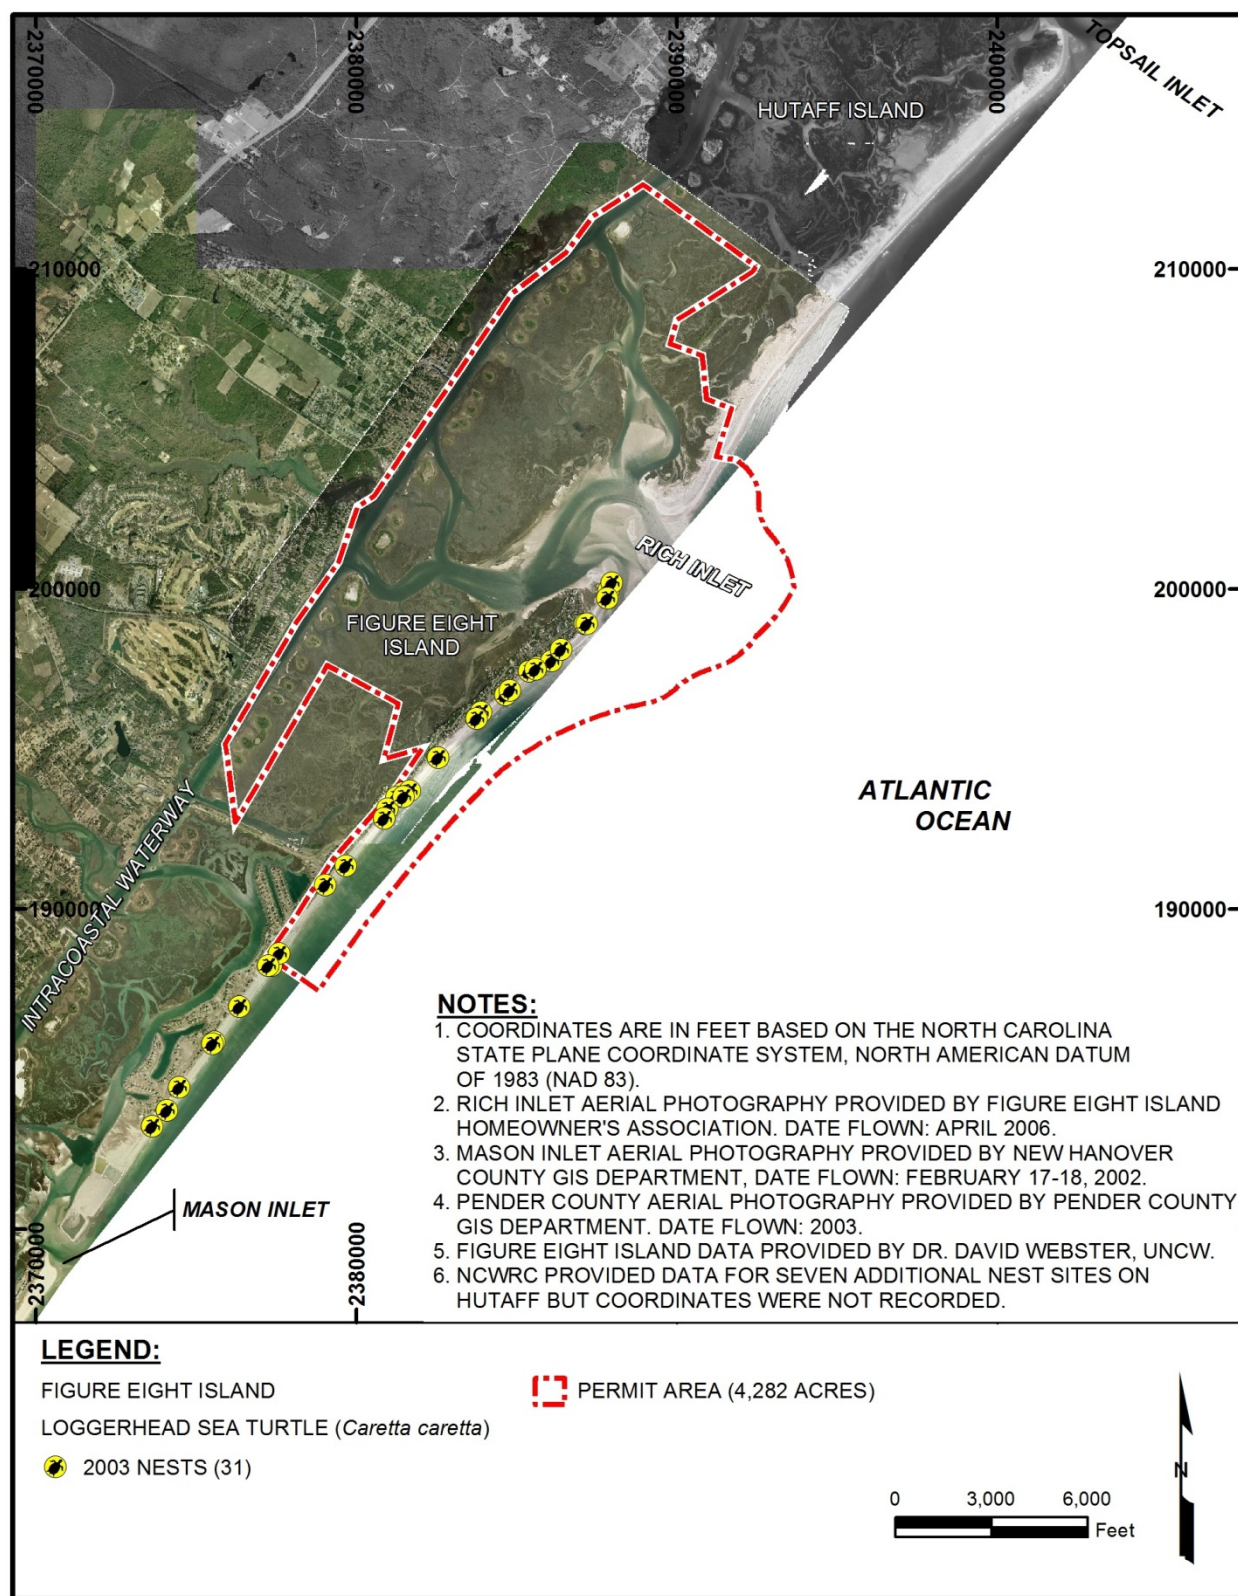 2370000
2380000
2390000
2400000
TOPSAIL INLET
HUTAFF ISLAND
210000
210000
RICH INLET
200000
200000
FIGURE EIGHT
ISLAND
ATLANTIC
OCEAN
INTRACOASTAL WATERWAY
190000
190000
NOTES:
1. COORDINATES ARE IN FEET BASED ON THE NORTH CAROLINA
STATE PLANE COORDINATE SYSTEM, NORTH AMERICAN DATUM
OF 1983 (NAD 83).
2. RICH INLET AERIAL PHOTOGRAPHY PROVIDED BY FIGURE EIGHT ISLAND
HOMEOWNER'S ASSOCIATION. DATE FLOWN: APRIL 2006.
3. MASON INLET AERIAL PHOTOGRAPHY PROVIDED BY NEW HANOVER
COUNTY GIS DEPARTMENT, DATE FLOWN: FEBRUARY 17-18, 2002.
4. PENDER COUNTY AERIAL PHOTOGRAPHY PROVIDED BY PENDER COUNTY
GIS DEPARTMENT. DATE FLOWN: 2003.
5. FIGURE EIGHT ISLAND DATA PROVIDED BY DR. DAVID WEBSTER, UNCW.
6. NCWRC PROVIDED DATA FOR SEVEN ADDITIONAL NEST SITES ON
HUTAFF BUT COORDINATES WERE NOT RECORDED.
MASON INLET
2370000
2380000
LEGEND:
FIGURE EIGHT ISLAND
LOGGERHEAD SEA TURTLE (Caretta caretta)
2003 NESTS (31)
PERMIT AREA (4,282 ACRES)
0 3,000 6,000
Feet
N